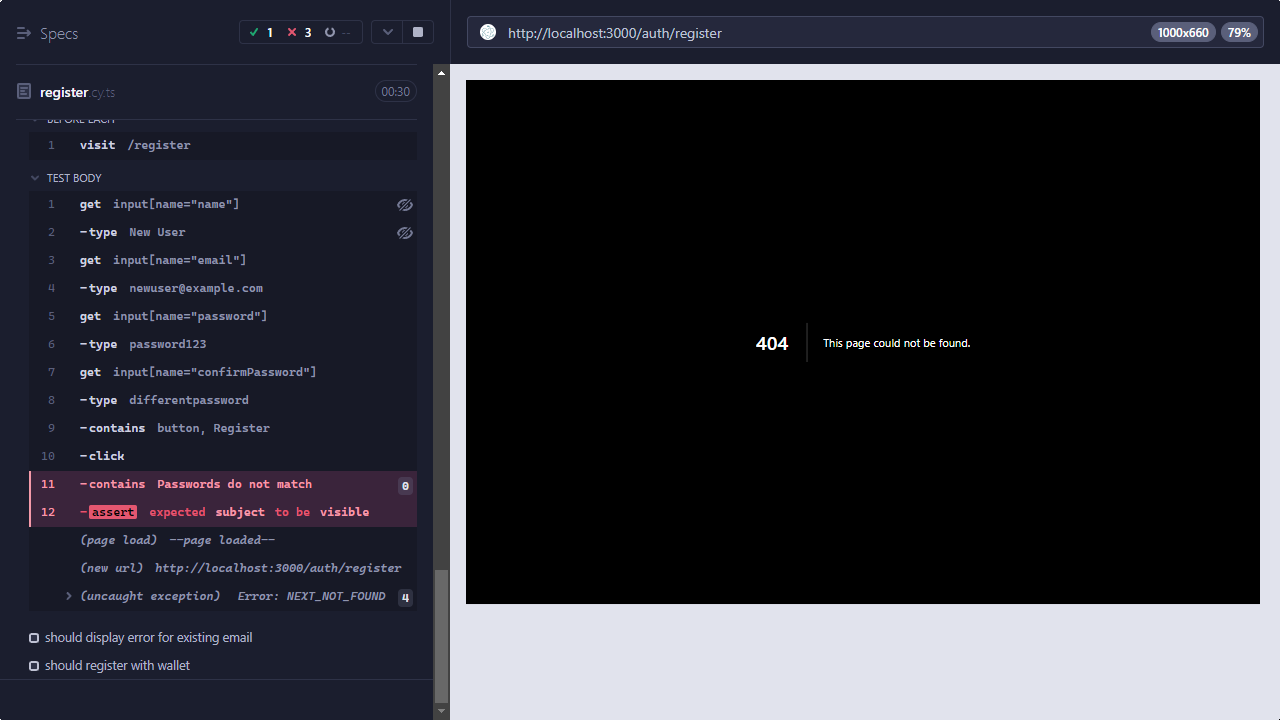 Specs
1 3 --
http://localhost:3000/auth/register
1000x660 79%
register.cy.ts
00:30
BEFORE EACH
1 visit /register
TEST BODY
1 get input[name="name"]
2 -type New User
3 get input[name="email"]
4 -type newuser@example.com
5 get input[name="password"]
6 -type password123
7 get input[name="confirmPassword"]
8 -type differentpassword
9 -contains button, Register
10 -click
11 -contains Passwords do not match 0
12 -assert expected subject to be visible
(page load) --page loaded--
(new url) http://localhost:3000/auth/register
(uncaught exception) Error: NEXT_NOT_FOUND 4
should display error for existing email
should register with wallet
404
This page could not be found.